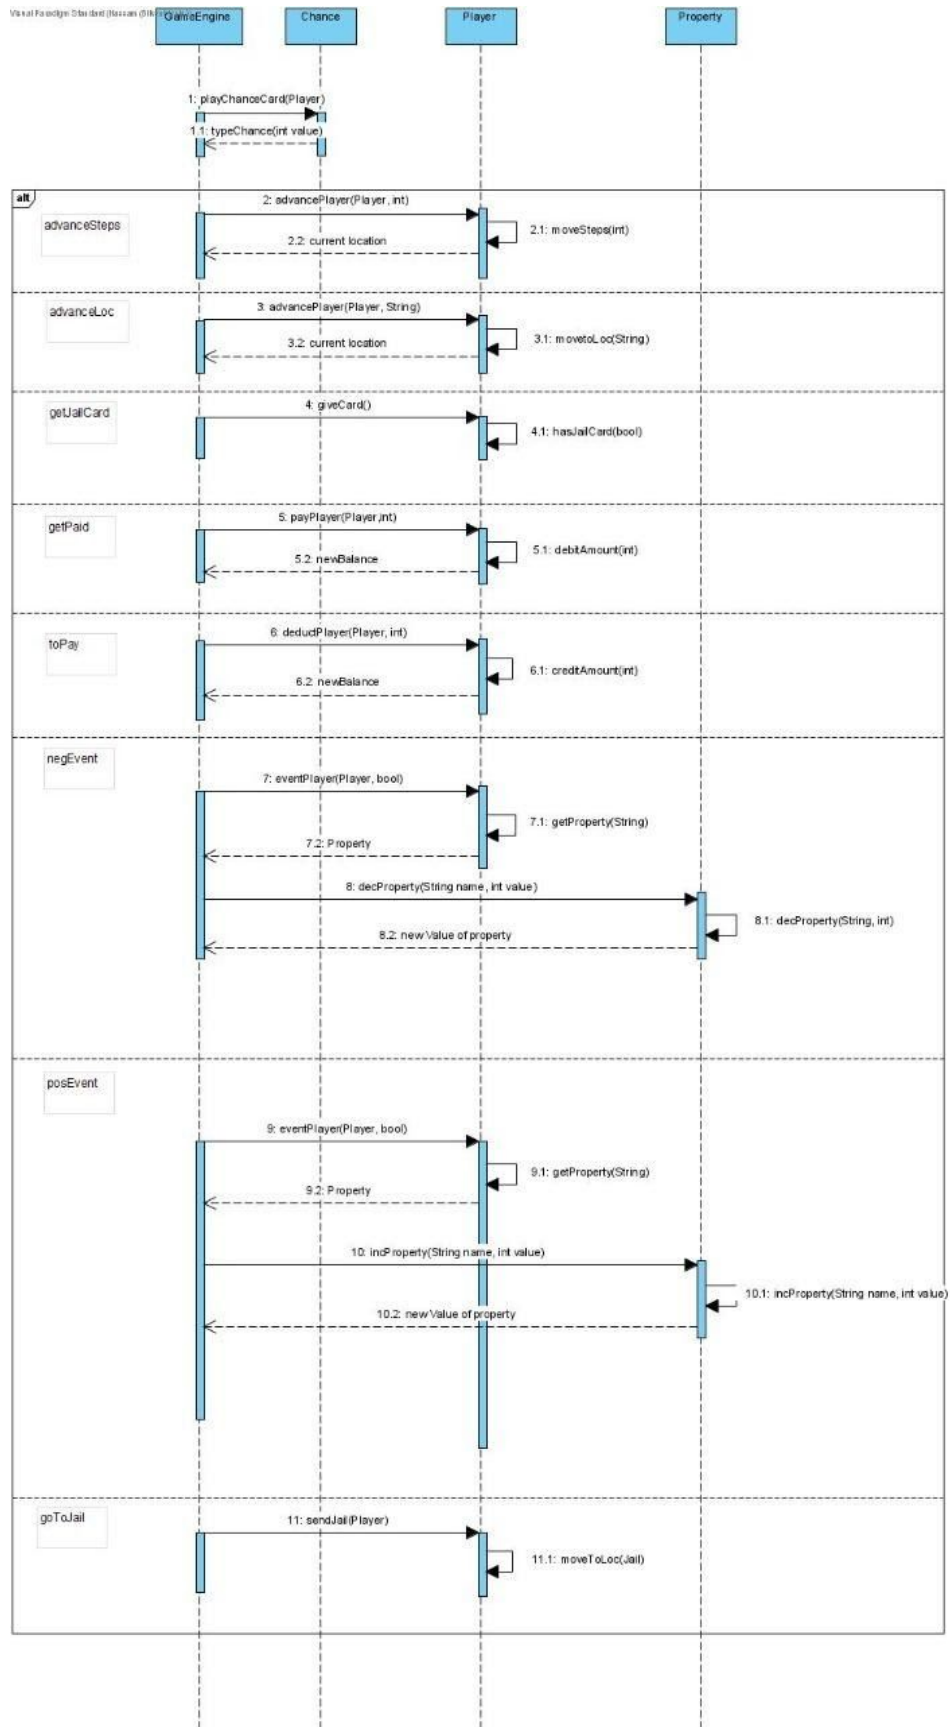 Visual Paradigm Standard (Hassam (Bilk
GameEngine
Chance
Player
Property
1: playChanceCard(Player)
1.1: typeChance(int value)
alt
advanceSteps
2: advancePlayer(Player, int)
2.1: moveSteps(int)
2.2: current location
advanceLoc
3: advancePlayer(Player, String)
3.1: movetoLoc(String)
3.2: current location
getJailCard
4: giveCard()
4.1: hasJailCard(bool)
getPaid
5: payPlayer(Player,int)
5.1: debitAmount(int)
5.2: newBalance
toPay
6: deductPlayer(Player, int)
6.1: creditAmount(int)
6.2: newBalance
negEvent
7: eventPlayer(Player, bool)
7.1: getProperty(String)
7.2: Property
8: decProperty(String name, int value)
8.1: decProperty(String, int)
8.2: new Value of property
posEvent
9: eventPlayer(Player, bool)
9.1: getProperty(String)
9.2: Property
10: incProperty(String name, int value)
10.1: incProperty(String name, int value)
10.2: new Value of property
goToJail
11: sendJail(Player)
11.1: moveToLoc(Jail)